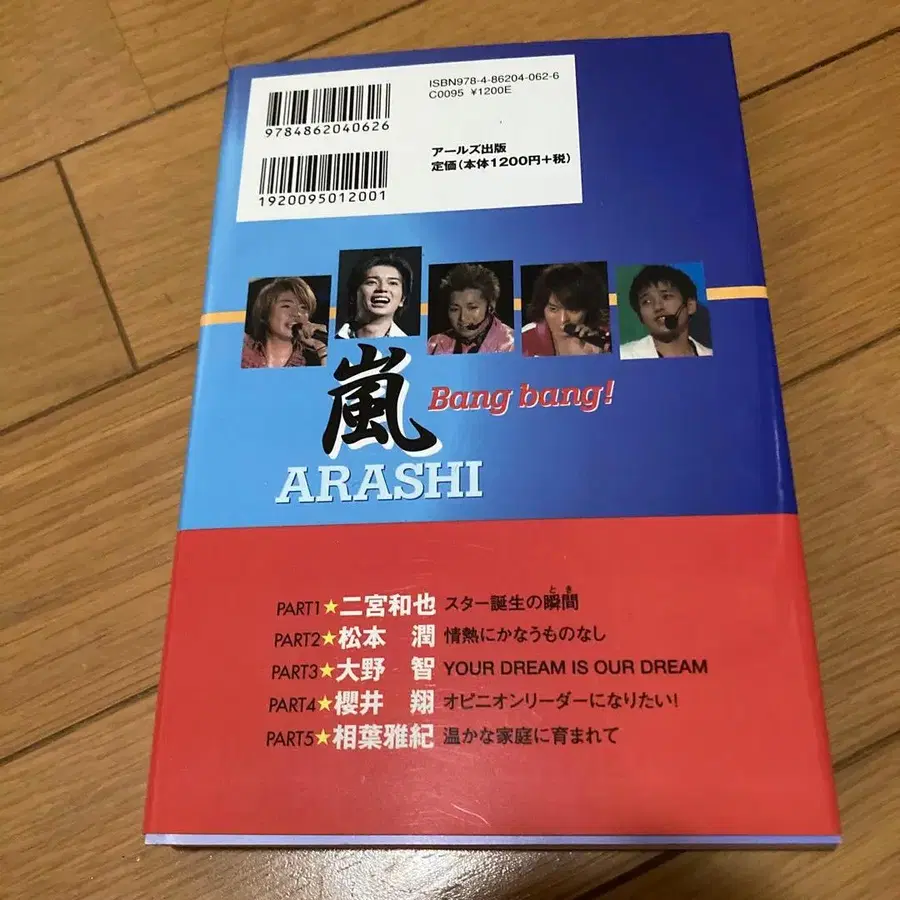 ISBN978-4-86204-062-6
C0095 ¥1200E
9784862040626
アールズ出版
定価(本体1200円+税)
1920095012001
嵐
Bang bang!
ARASHI
PART1★二宮和也 スター誕生の瞬間
とき
PART2★松本 潤 情熱にかなうものなし
PART3★大野 智 YOUR DREAM IS OUR DREAM
PART4★櫻井 翔 オピニオンリーダーになりたい!
PART5★相葉雅紀 温かな家庭に育まれて